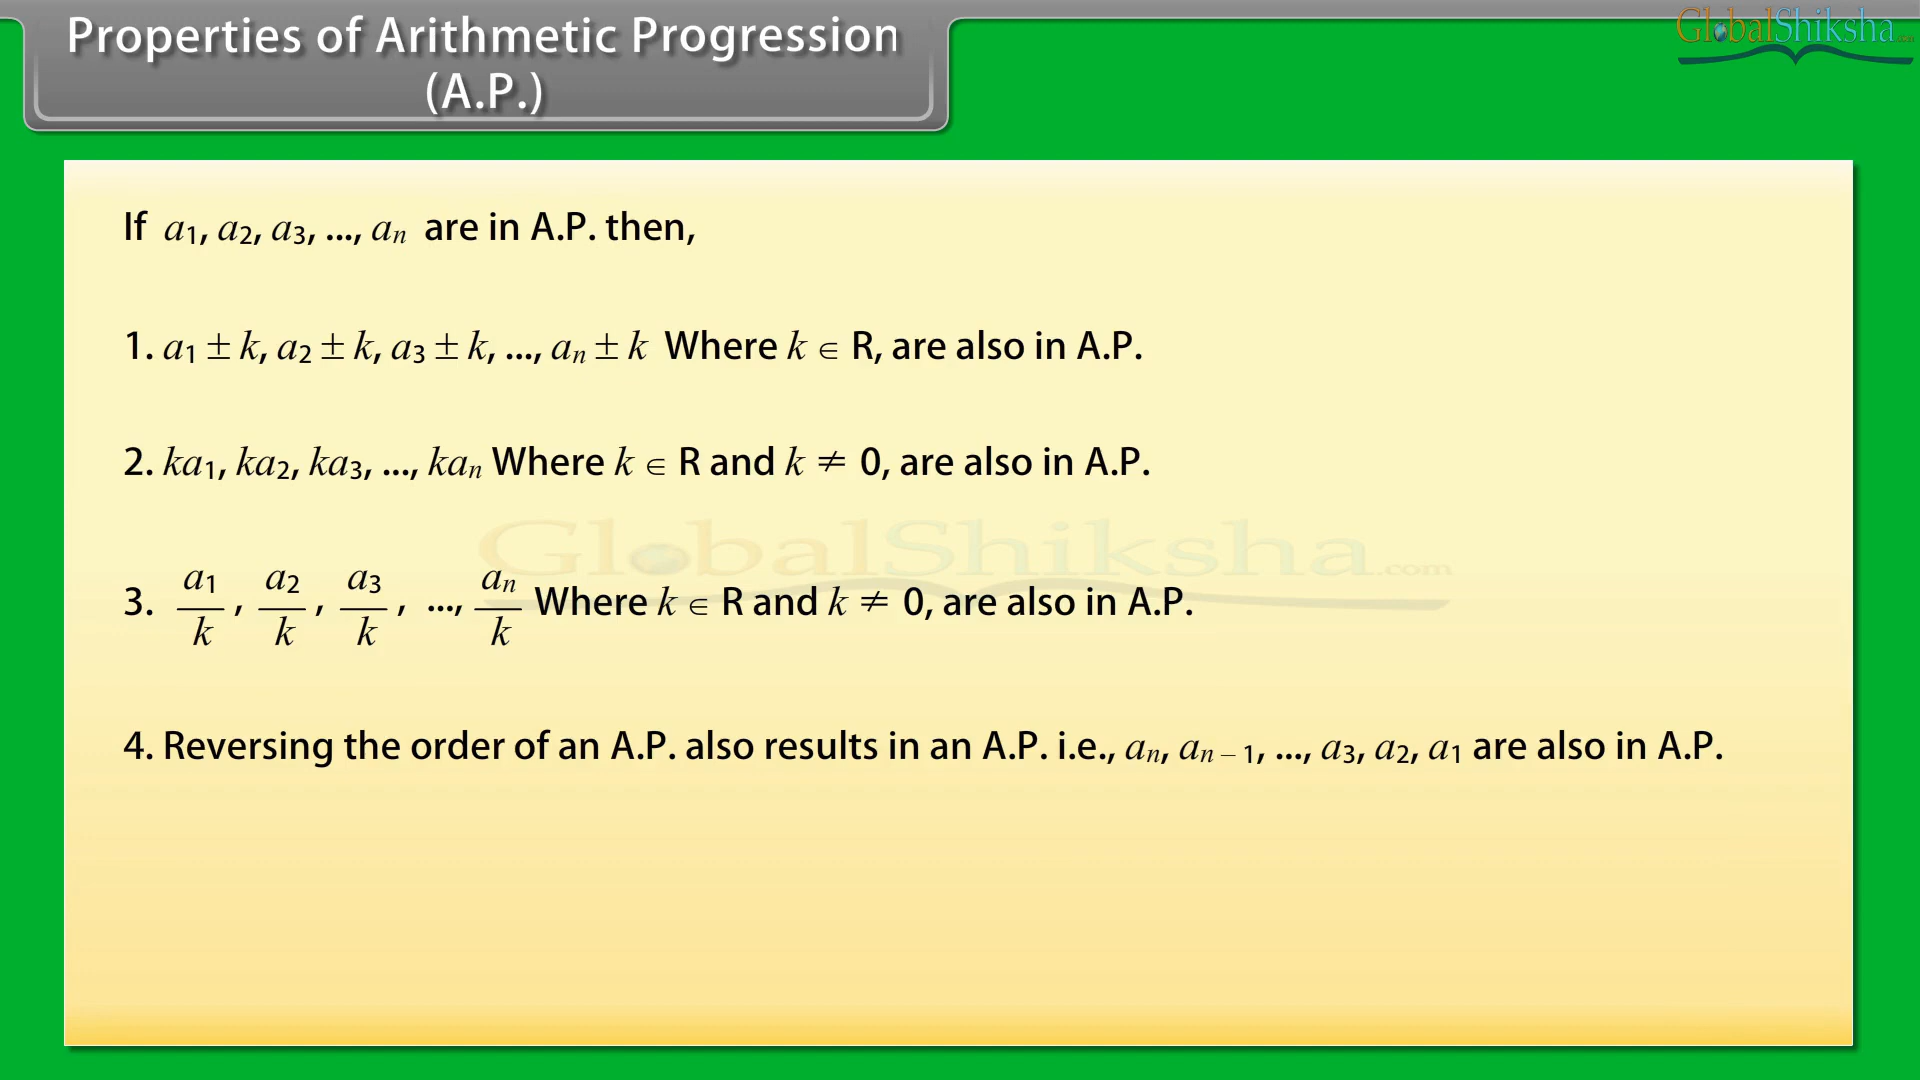 Properties of Arithmetic Progression
(A.P.)
GlobalShiksha.com
If a₁, a₂, a₃, ..., aₙ are in A.P. then,
1. a₁ ± k, a₂ ± k, a₃ ± k, ..., aₙ ± k Where k ∈ R, are also in A.P.
2. ka₁, ka₂, ka₃, ..., kaₙ Where k ∈ R and k ≠ 0, are also in A.P.
GlobalShiksha.com
3. a₁/k, a₂/k, a₃/k, ..., aₙ/k Where k ∈ R and k ≠ 0, are also in A.P.
4. Reversing the order of an A.P. also results in an A.P. i.e., aₙ, aₙ₋₁, ..., a₃, a₂, a₁ are also in A.P.